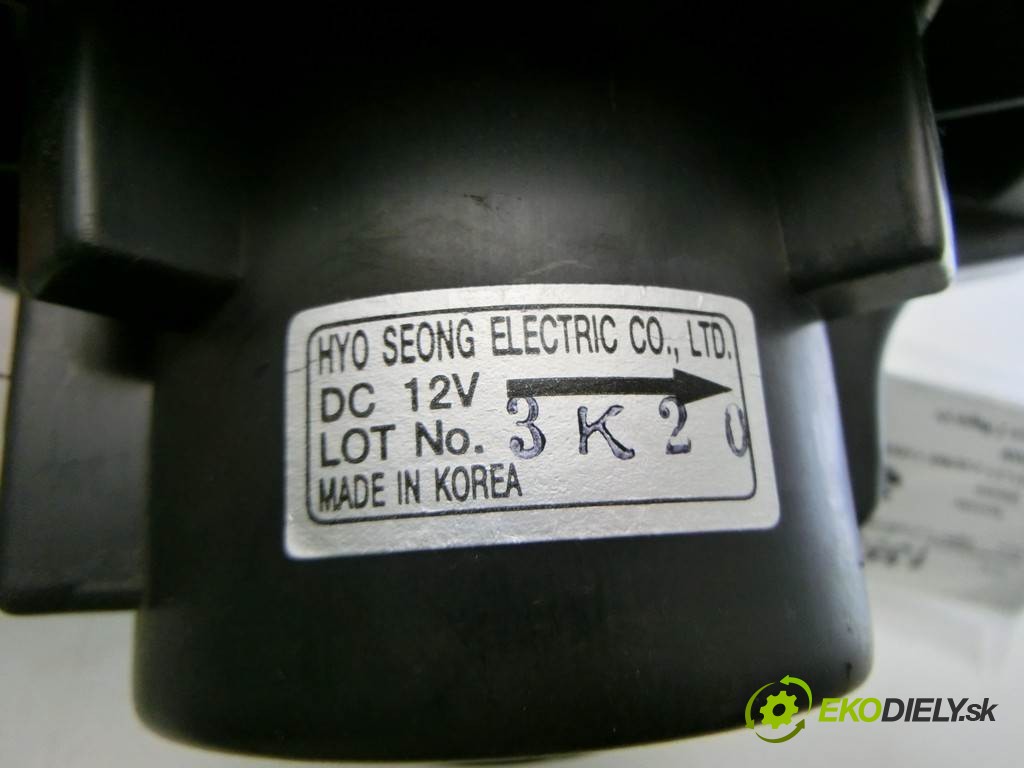 HYO SEONG ELECTRIC CO., LTD.
DC 12V
LOT No. 3 K 2 0
MADE IN KOREA
EKODIELY.sk